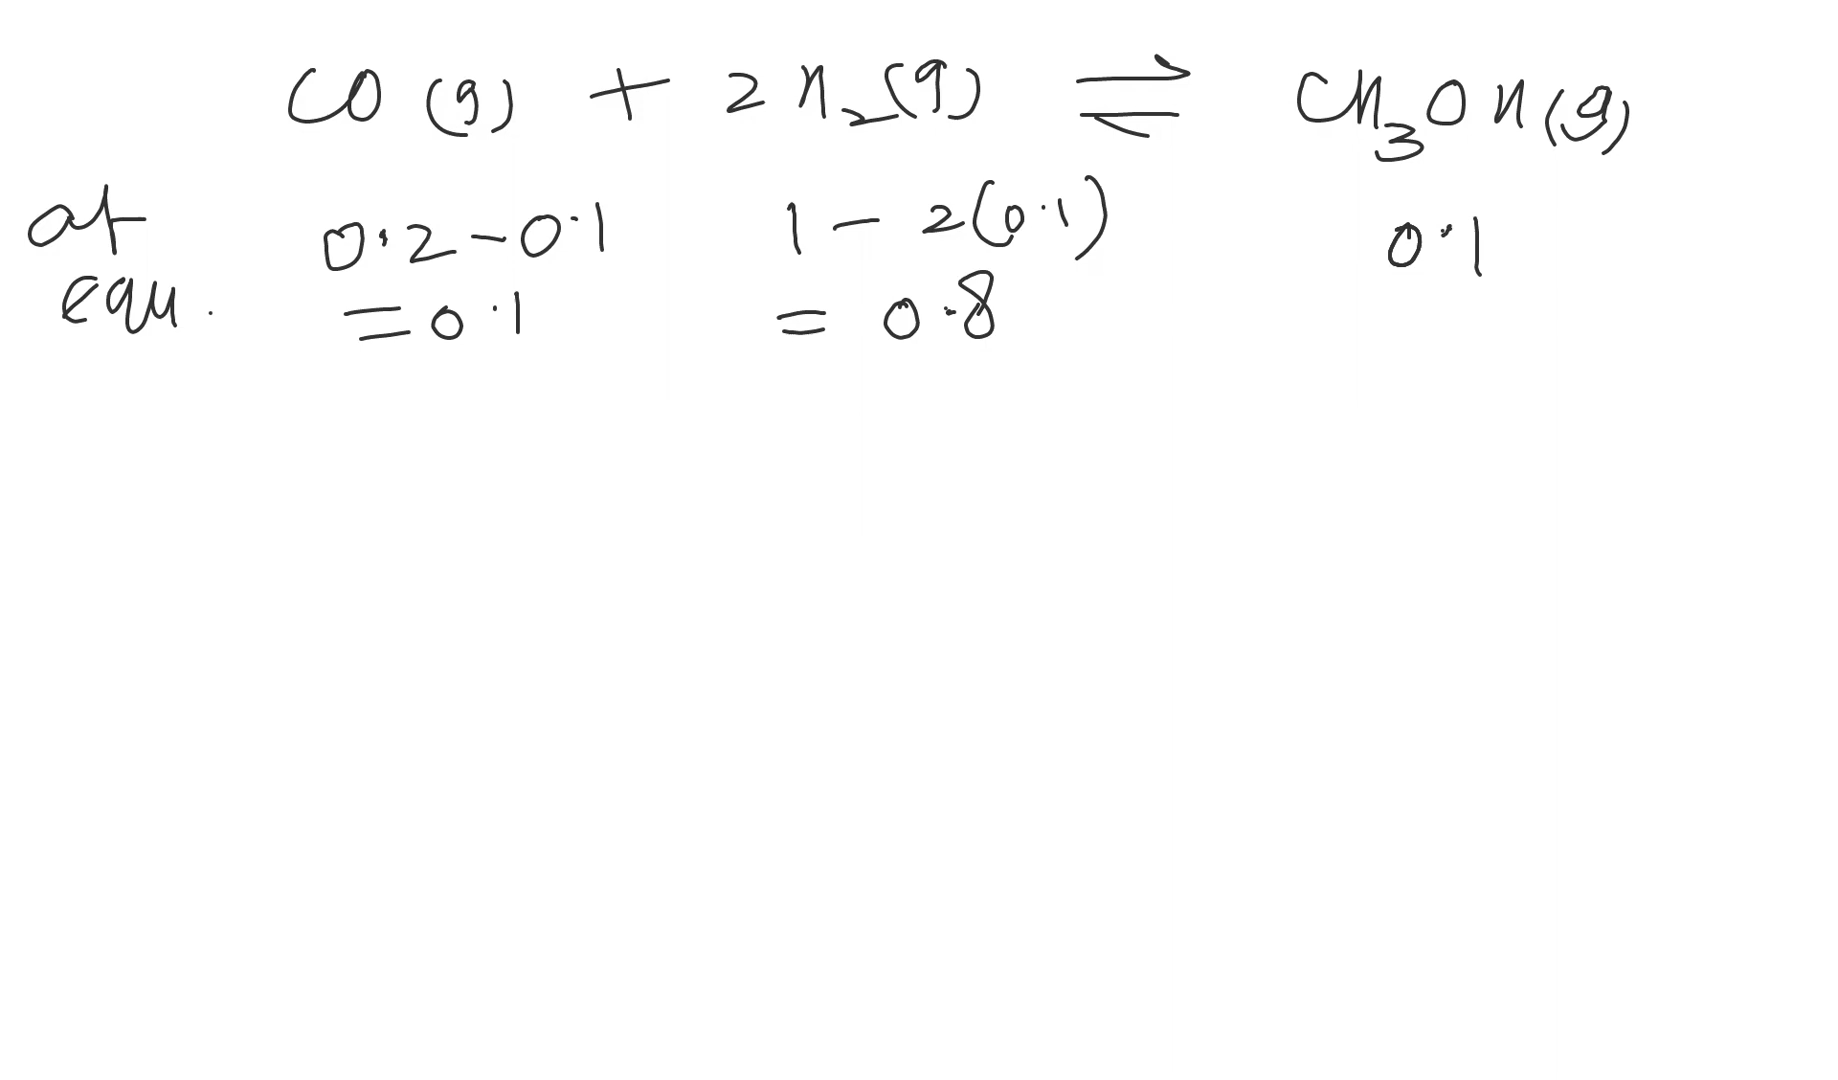 CO (g) + 2 H₂(g) ⇌ CH₃OH(g)
at 0.2-0.1 1 - 2(0.1) 0.1
equ. =0.1 = 0.8